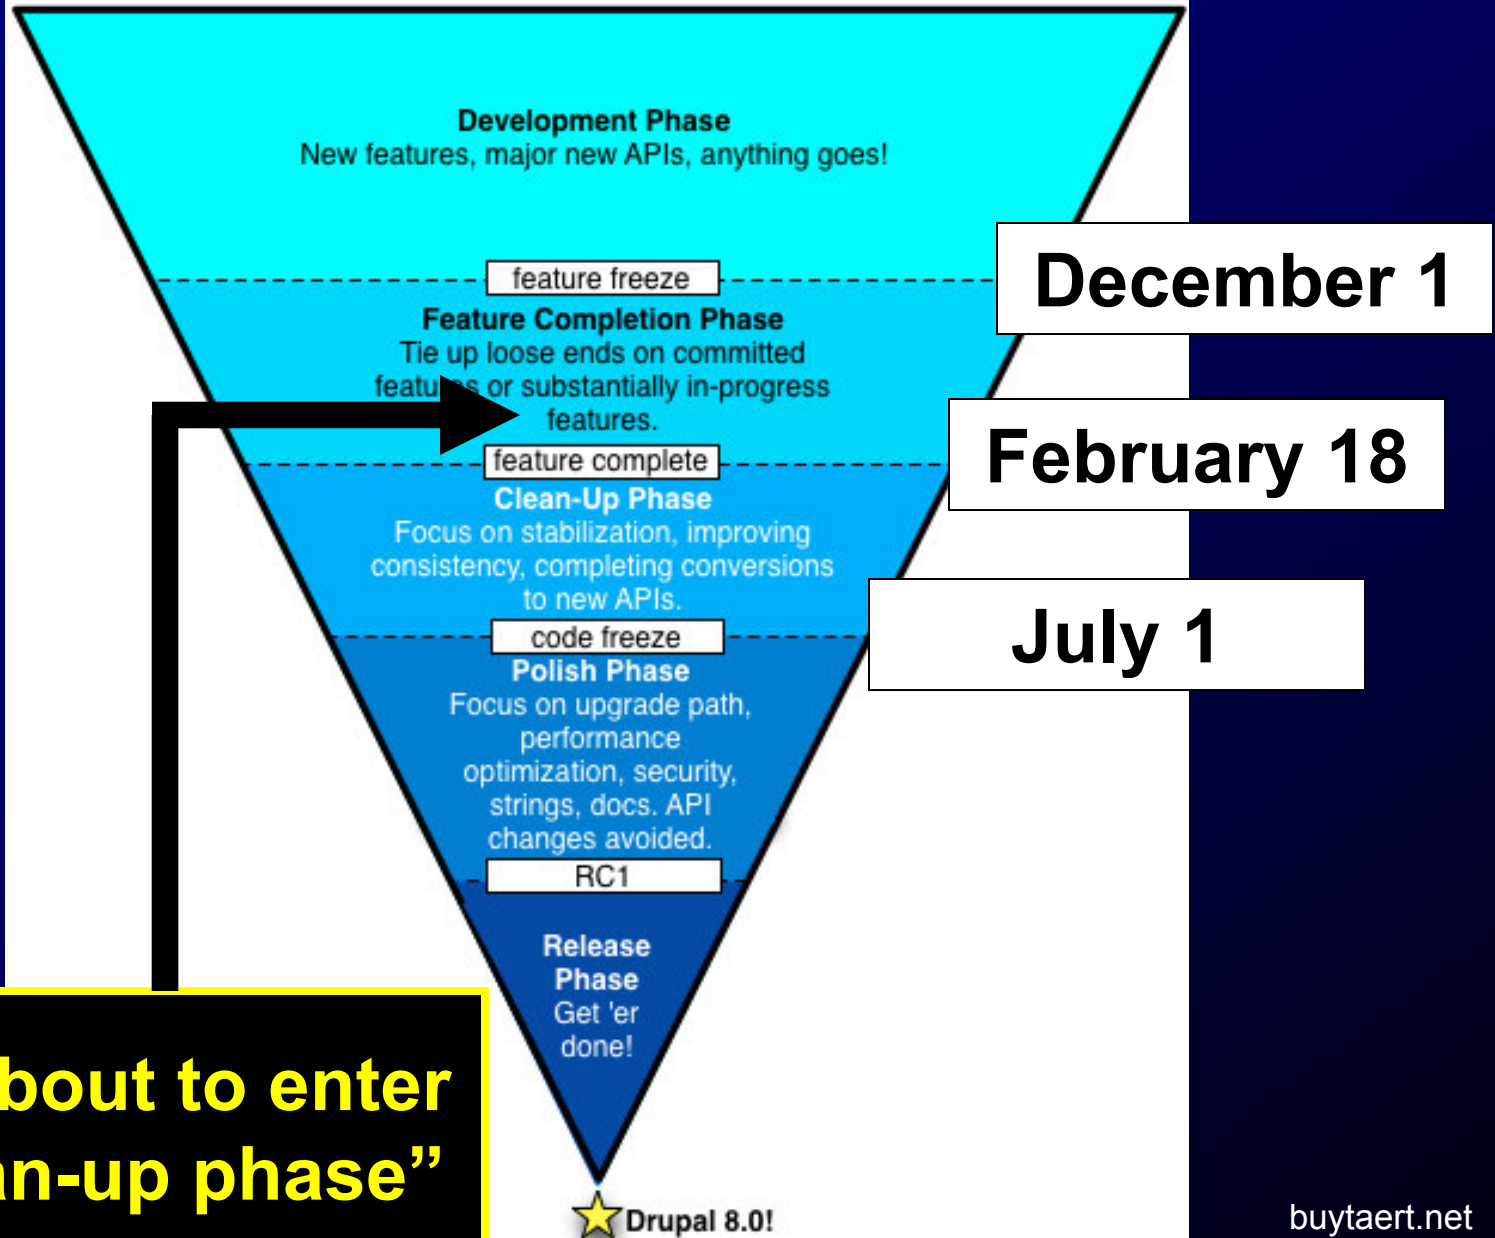 Development Phase
New features, major new APIs, anything goes!
December 1
feature freeze
Feature Completion Phase
Tie up loose ends on committed
features or substantially in-progress
features.
February 18
feature complete
Clean-Up Phase
Focus on stabilization, improving
consistency, completing conversions
to new APIs.
July 1
code freeze
Polish Phase
Focus on upgrade path,
performance
optimization, security,
strings, docs. API
changes avoided.
RC1
Release
Phase
Get 'er
done!
bout to enter
an-up phase”
Drupal 8.0!
buytaert.net